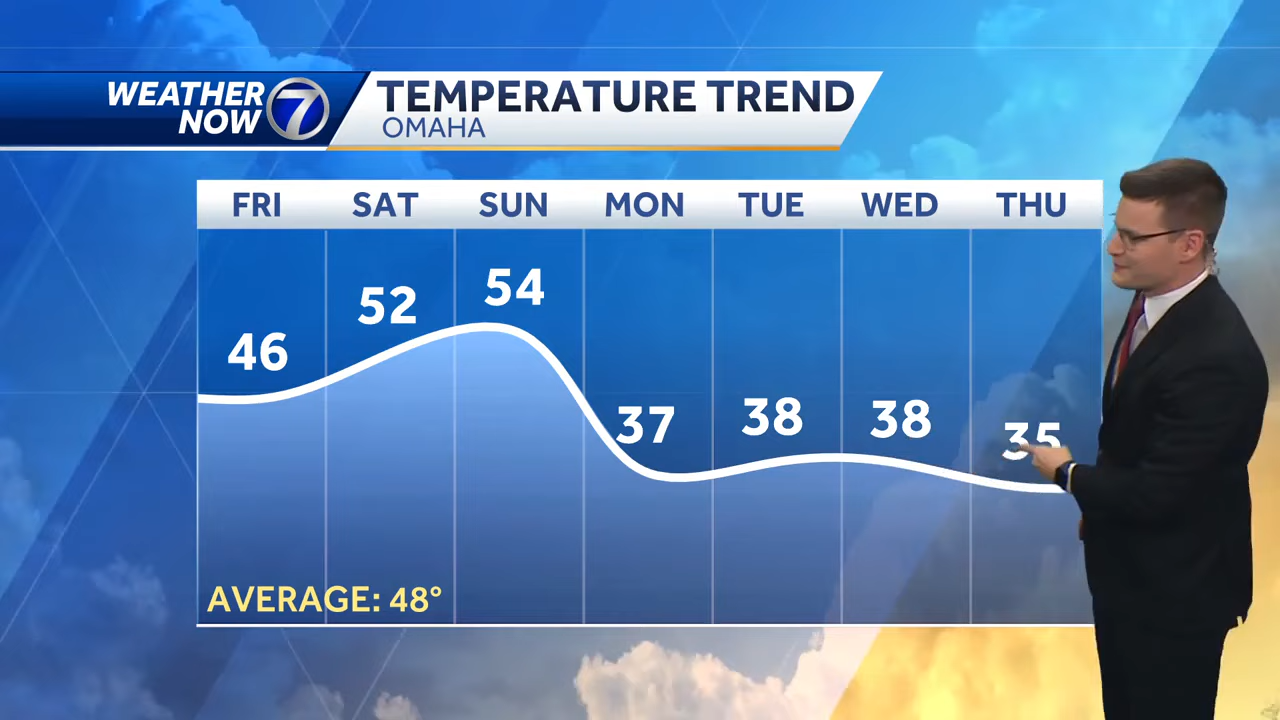 WEATHER
NOW 7
TEMPERATURE TREND
OMAHA
FRI SAT SUN MON TUE WED THU
46 52 54 37 38 38 35
AVERAGE: 48°